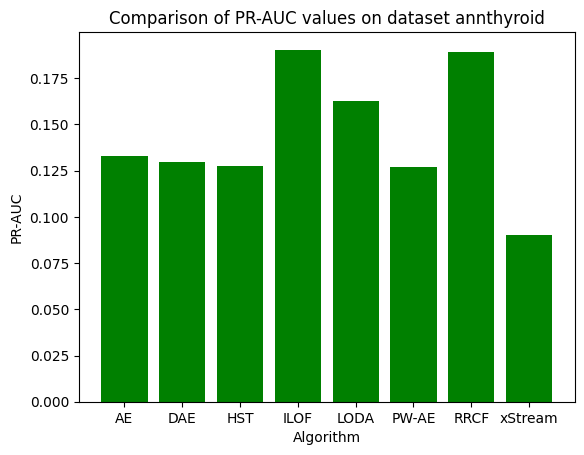 Comparison of PR-AUC values on dataset annthyroid
PR-AUC
0.175
0.150
0.125
0.100
0.075
0.050
0.025
0.000
AE DAE HST ILOF LODA PW-AE RRCF xStream
Algorithm